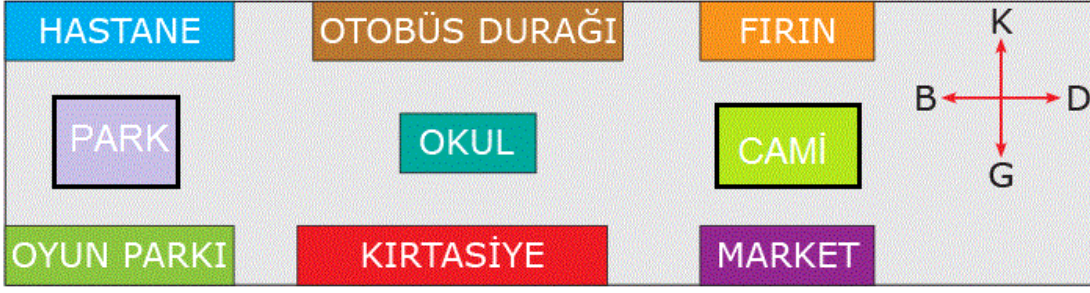 HASTANE
OTOBÜS DURAĞI
FIRIN
K
B
D
G
PARK
OKUL
CAMİ
OYUN PARKI
KIRTASİYE
MARKET